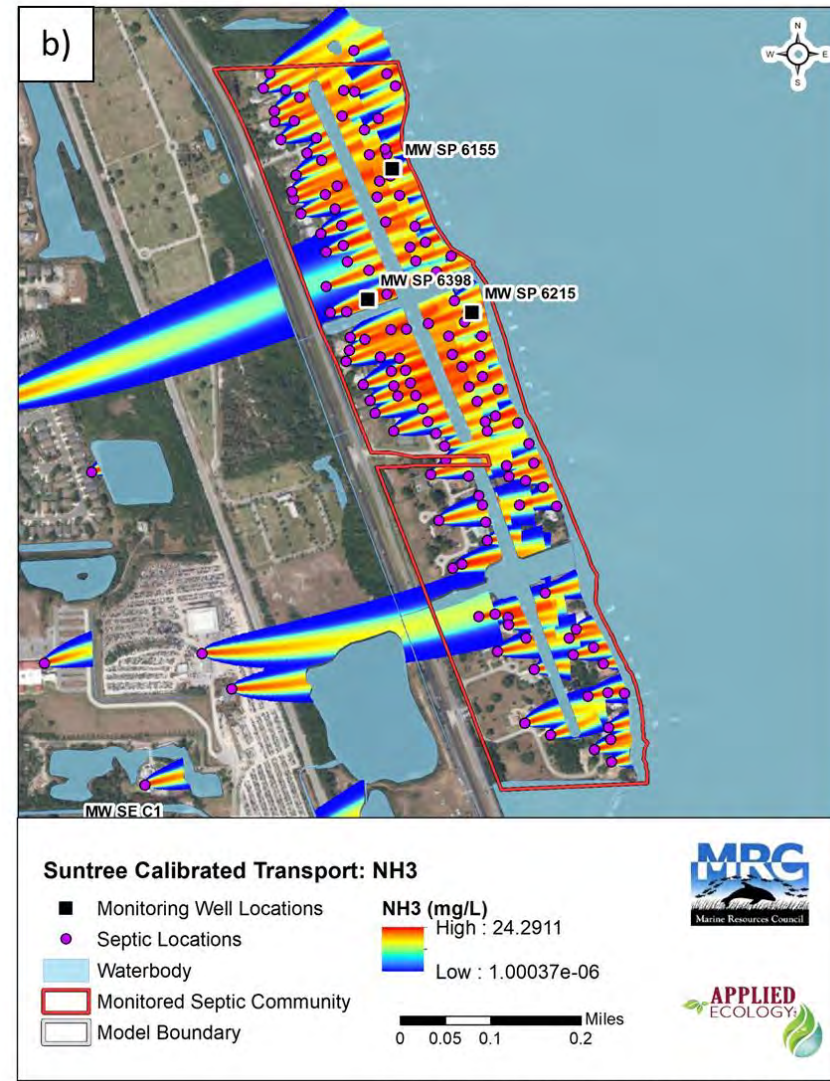 b)
N
W E
S
MW SP 6155
MW SP 6398
MW SP 6215
MW SE C1
Suntree Calibrated Transport: NH3
Monitoring Well Locations
Septic Locations
Waterbody
Monitored Septic Community
Model Boundary
NH3 (mg/L)
High : 24.2911
Low : 1.00037e-06
Miles
0 0.05 0.1 0.2
MRC
Marine Resources Council
APPLIED
ECOLOGY